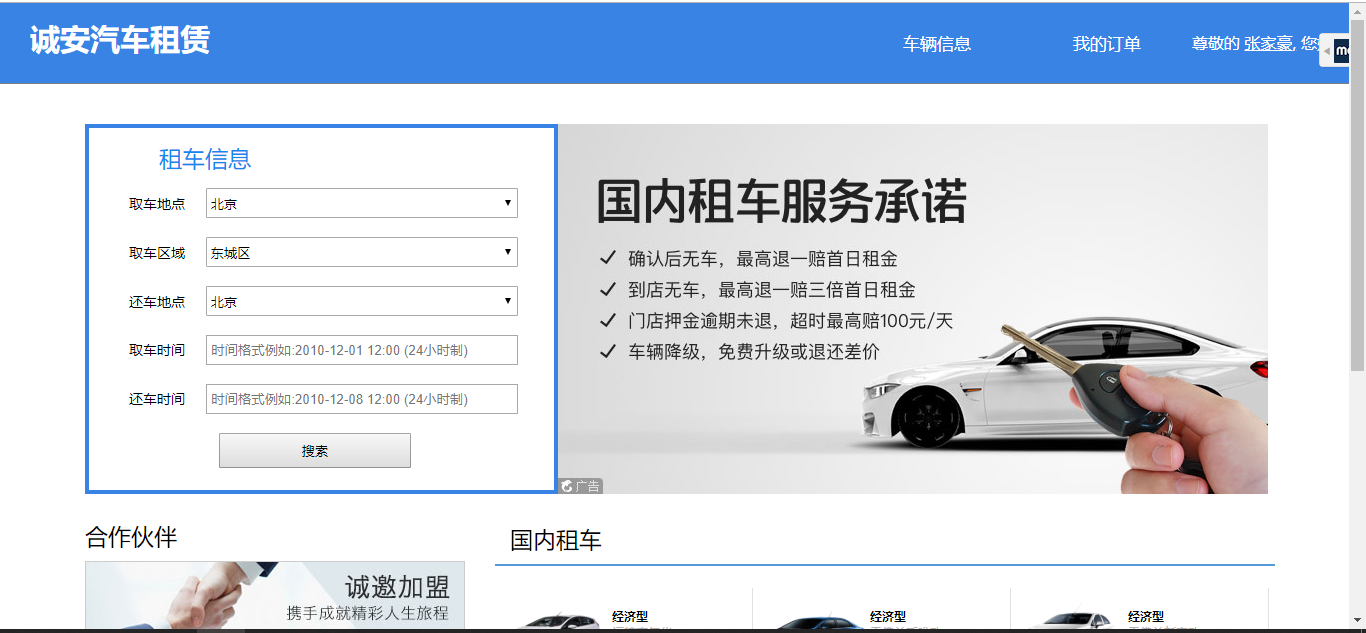 诚安汽车租赁
车辆信息
我的订单
尊敬的 张家豪, 您
租车信息
取车地点 北京
取车区域 东城区
还车地点 北京
取车时间 时间格式例如:2010-12-01 12:00 (24小时制)
还车时间 时间格式例如:2010-12-08 12:00 (24小时制)
搜索
国内租车服务承诺
确认后无车，最高退一赔首日租金
到店无车，最高退一赔三倍首日租金
门店押金逾期未退，超时最高赔100元/天
车辆降级，免费升级或退还差价
广告
合作伙伴
诚邀加盟
携手成就精彩人生旅程
国内租车
经济型
经济型
经济型